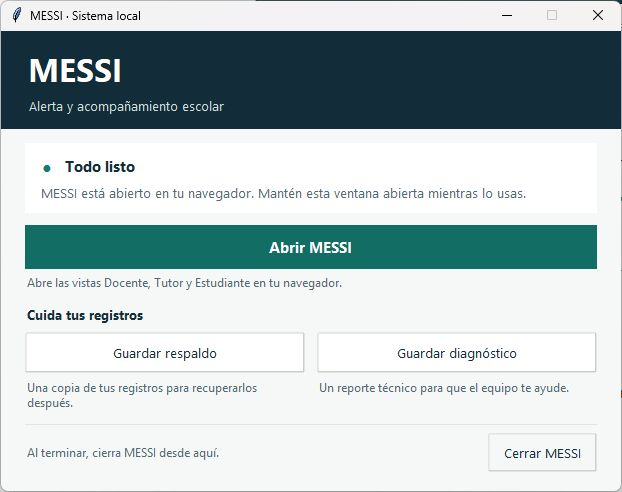 MESSI · Sistema local
MESSI
Alerta y acompañamiento escolar
Todo listo
MESSI está abierto en tu navegador. Mantén esta ventana abierta mientras lo usas.
Abrir MESSI
Abre las vistas Docente, Tutor y Estudiante en tu navegador.
Cuida tus registros
Guardar respaldo
Guardar diagnóstico
Una copia de tus registros para recuperarlos
después.
Un reporte técnico para que el equipo te ayude.
Al terminar, cierra MESSI desde aquí.
Cerrar MESSI